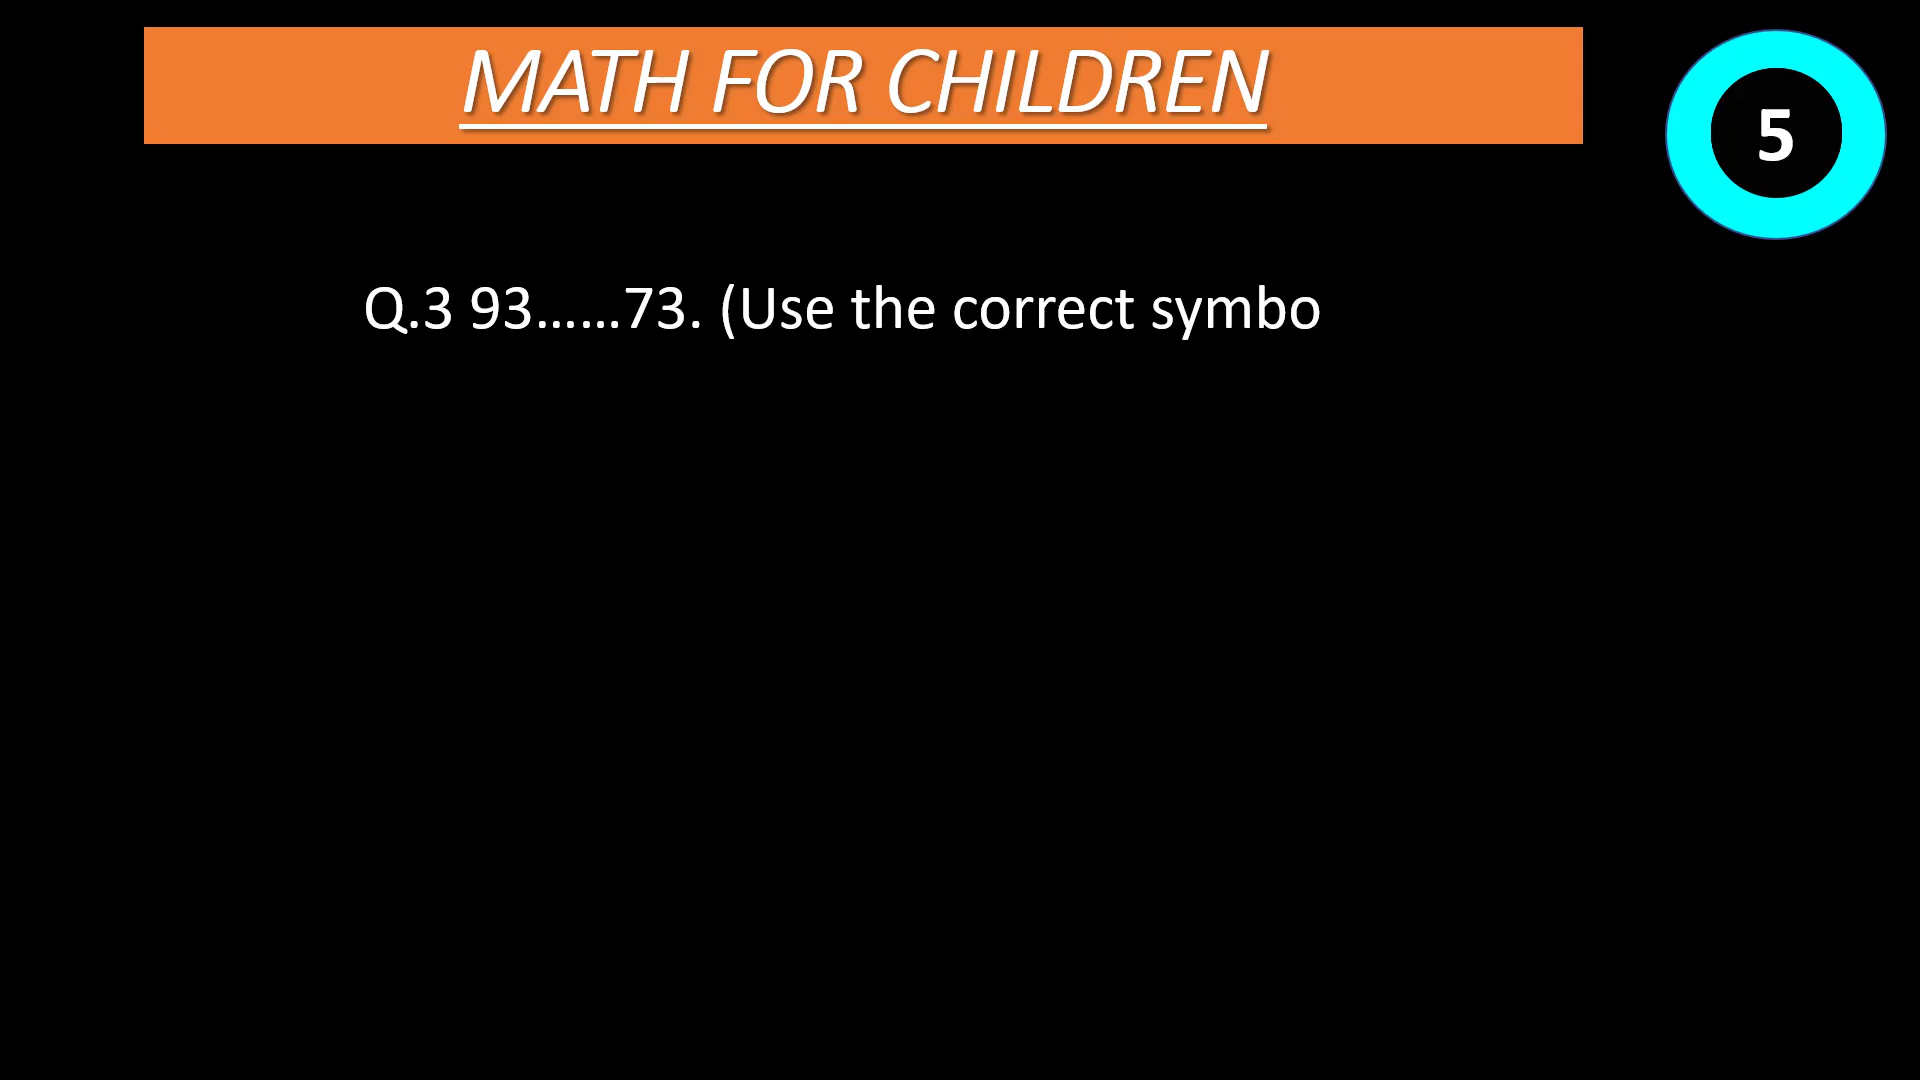 MATH FOR CHILDREN
5
Q.3 93......73. (Use the correct symbo